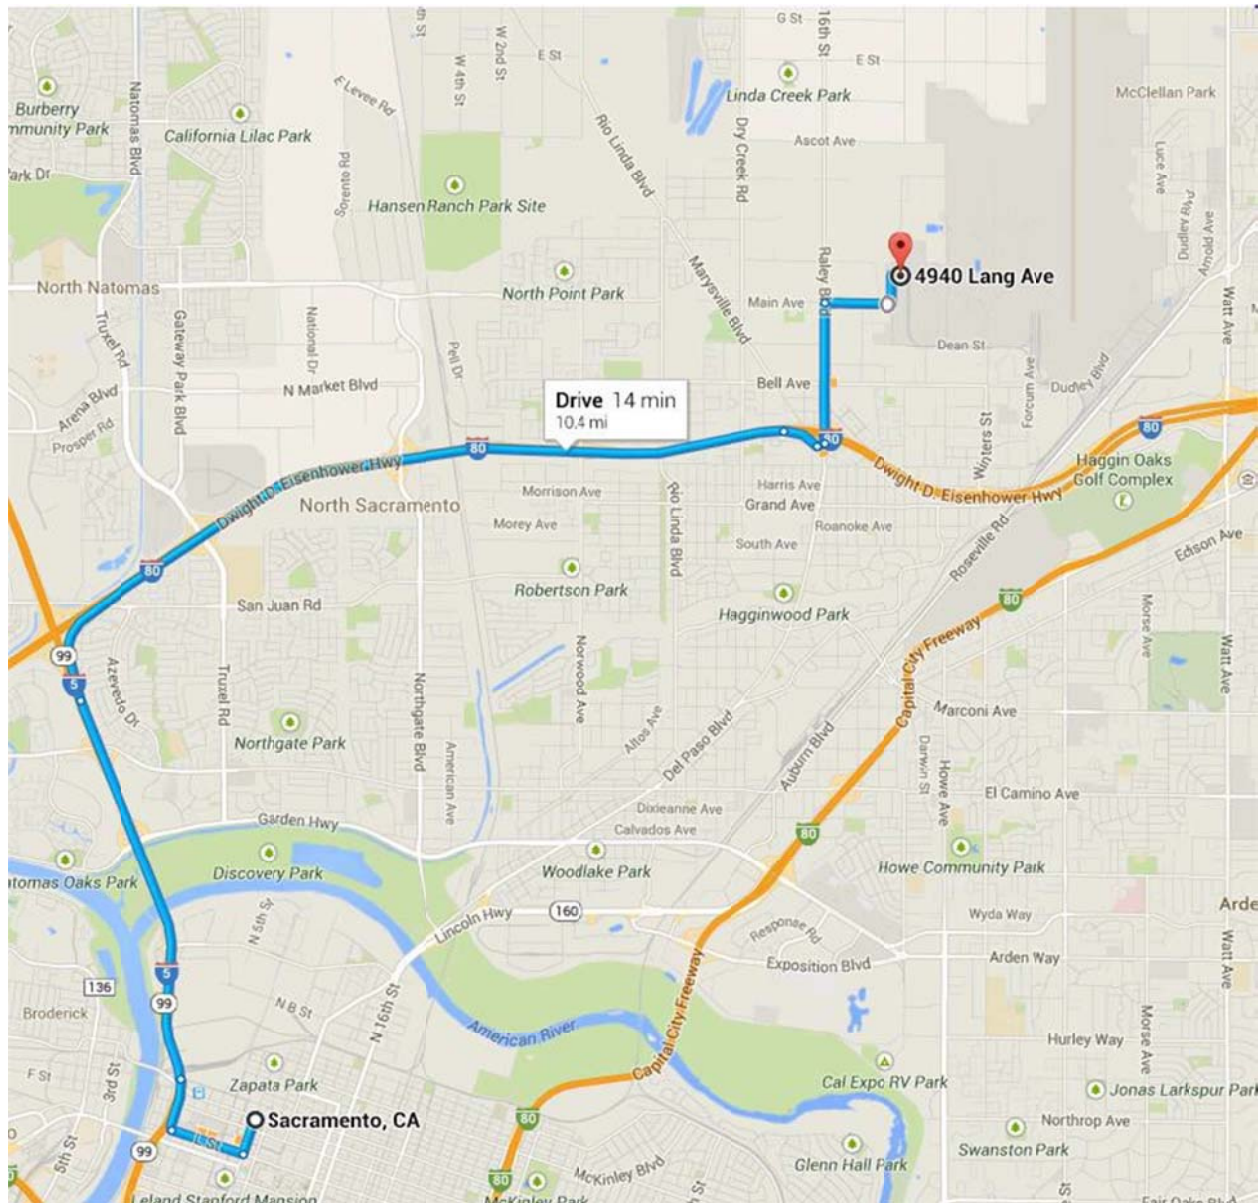 G St
16th St
W 2nd St
E St
E St
W 4th St
E Levee Rd
Burberry
Community Park
Natomas Blvd
California Lilac Park
Linda Creek Park
McClellan Park
Rio Linda Blvd
Dry Creek Rd
Ascot Ave
Luce Ave
Park Dr
Sorento Rd
Hansen Ranch Park Site
Dudley Blvd
Arnold Ave
Raley Blvd
4940 Lang Ave
North Natomas
North Point Park
Marysville Blvd
Main Ave
Watt Ave
Truxel Rd
Gateway Park Blvd
National Dr
Pell Dr
Dean St
Forcum Ave
Dudley Blvd
N Market Blvd
Bell Ave
Arena Blvd
Prosper Rd
Drive 14 min
10.4 mi
80
80
80
Winters St
Haggin Oaks
Golf Complex
Dwight D. Eisenhower Hwy
Dwight D. Eisenhower Hwy
North Sacramento
Morrison Ave
Rio Linda Blvd
Harris Ave
Grand Ave
Morey Ave
Roanoke Ave
South Ave
Roseville Rd
Edison Ave
80
Robertson Park
San Juan Rd
Hagginwood Park
80
Morse Ave
Capital City Freeway
99
5
Azevedo Dr
Truxel Rd
Northgate Blvd
Norwood Ave
Watt Ave
Northgate Park
American Ave
Altos Ave
Del Paso Blvd
Auburn Blvd
Marconi Ave
Darwin St
Howe Ave
El Camino Ave
Dixieanne Ave
Garden Hwy
Calvados Ave
80
Natomas Oaks Park
Discovery Park
Woodlake Park
Howe Community Park
N 5th St
Lincoln Hwy
160
Response Rd
Wyda Way
Arde
Exposition Blvd
Arden Way
Watt Ave
5
136
99
Broderick
N B St
N 16th St
American River
Capital City Freeway
Hurley Way
Morse Ave
F St
3rd St
Zapata Park
Cal Expo RV Park
Jonas Larkspur Park
Sacramento, CA
80
Northrop Ave
L St
99
5th St
Swanston Park
Glenn Hall Park
McKinley Blvd
80
Leland Stanford Mansion
McKinley Park
Fair Oaks Blvd